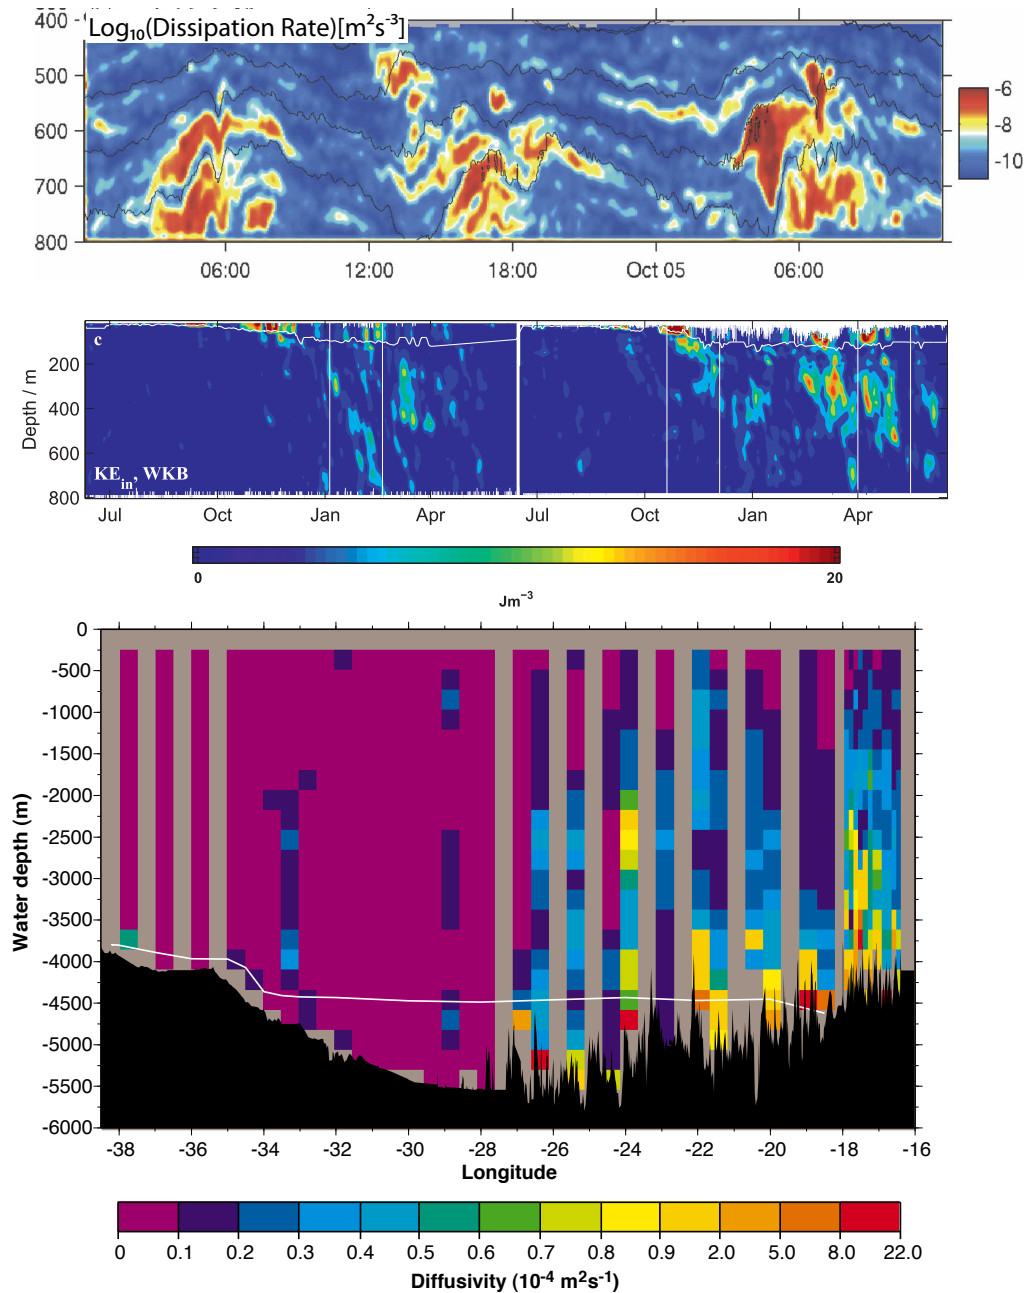 400
Log₁₀(Dissipation Rate)[m²s⁻³]
500
600
700
800
-6
-8
-10
06:00 12:00 18:00 Oct 05 06:00
c
200
400
600
800
Depth / m
KE_in, WKB
Jul Oct Jan Apr Jul Oct Jan Apr
0 20
Jm⁻³
0
-500
-1000
-1500
-2000
-2500
-3000
-3500
-4000
-4500
-5000
-5500
-6000
Water depth (m)
-38 -36 -34 -32 -30 -28 -26 -24 -22 -20 -18 -16
Longitude
0 0.1 0.2 0.3 0.4 0.5 0.6 0.7 0.8 0.9 2.0 5.0 8.0 22.0
Diffusivity (10⁻⁴ m²s⁻¹)